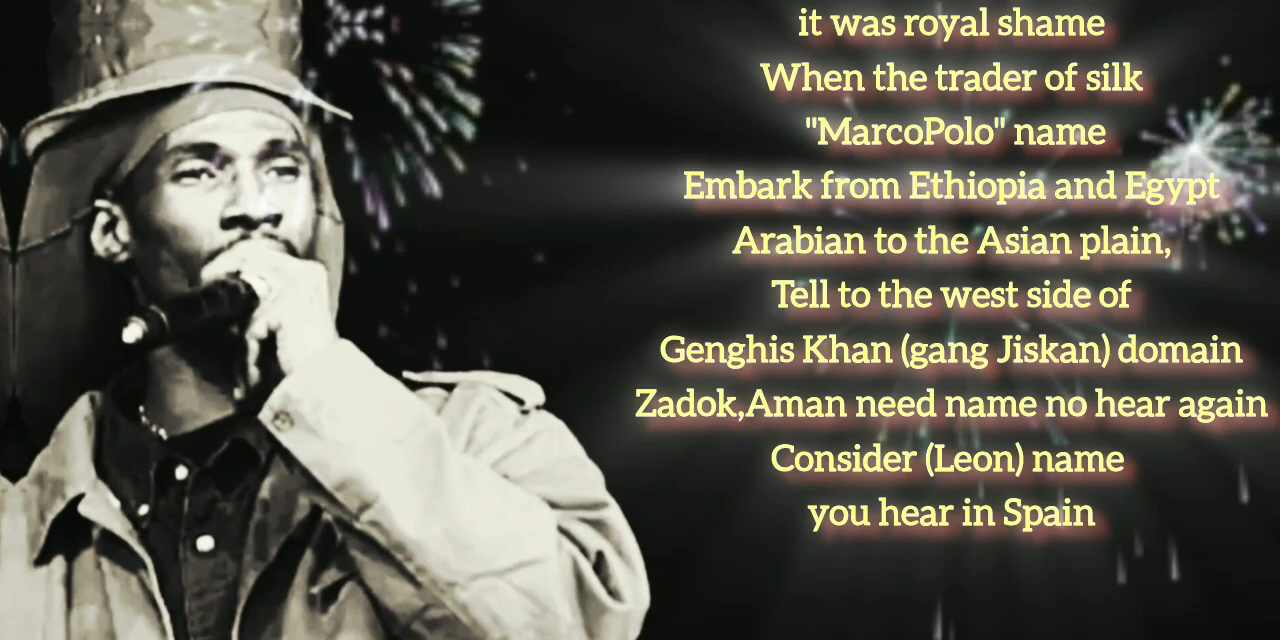 it was royal shame
When the trader of silk
"MarcoPolo" name
Embark from Ethiopia and Egypt
Arabian to the Asian plain,
Tell to the west side of
Genghis Khan (gang Jiskan) domain
Zadok,Aman need name no hear again
Consider (Leon) name
you hear in Spain